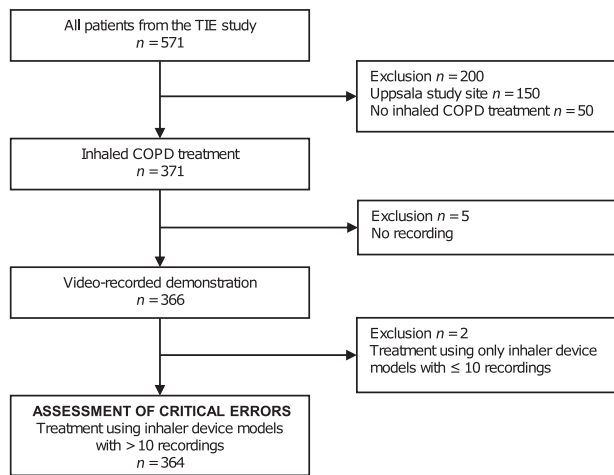 All patients from the TIE study
n = 571
Exclusion n = 200
Uppsala study site n = 150
No inhaled COPD treatment n = 50
Inhaled COPD treatment
n = 371
Exclusion n = 5
No recording
Video-recorded demonstration
n = 366
Exclusion n = 2
Treatment using only inhaler device
models with ≤ 10 recordings
ASSESSMENT OF CRITICAL ERRORS
Treatment using inhaler device models
with > 10 recordings
n = 364